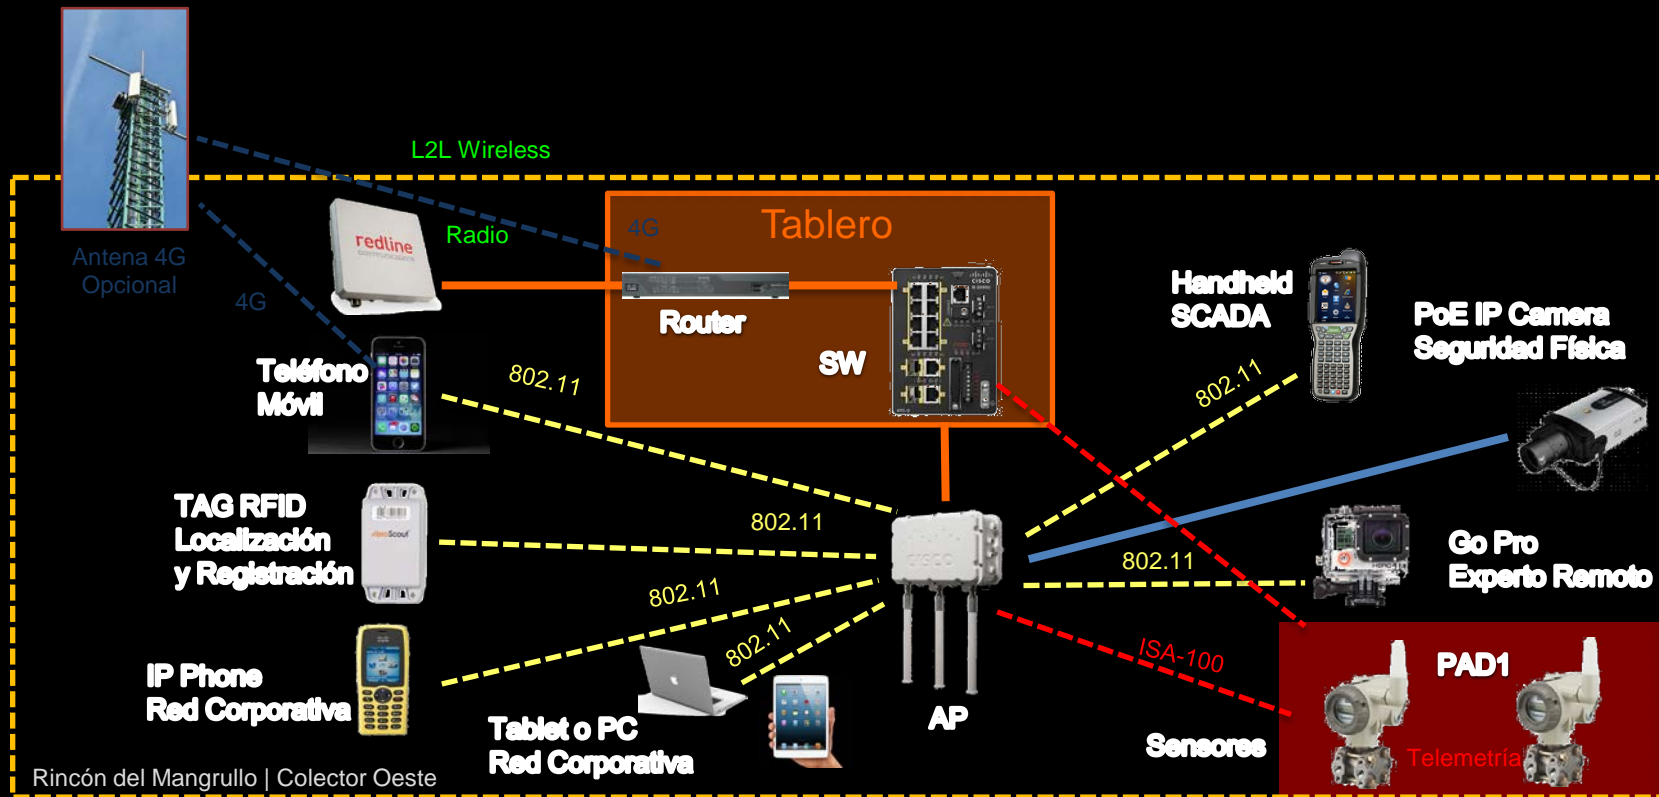 L2L Wireless
Antena 4G
Opcional
4G
redline
Radio
4G
Tablero
Router
SW
CISCO
Teléfono
Móvil
802.11
Handheld
SCADA
802.11
PoE IP Camera
Seguridad Física
TAG RFID
Localización
y Registración
802.11
CISCO
802.11
Go Pro
Experto Remoto
802.11
IP Phone
Red Corporativa
802.11
Tablet o PC
Red Corporativa
AP
ISA-100
PAD1
Sensores
Telemetría
Rincón del Mangrullo | Colector Oeste